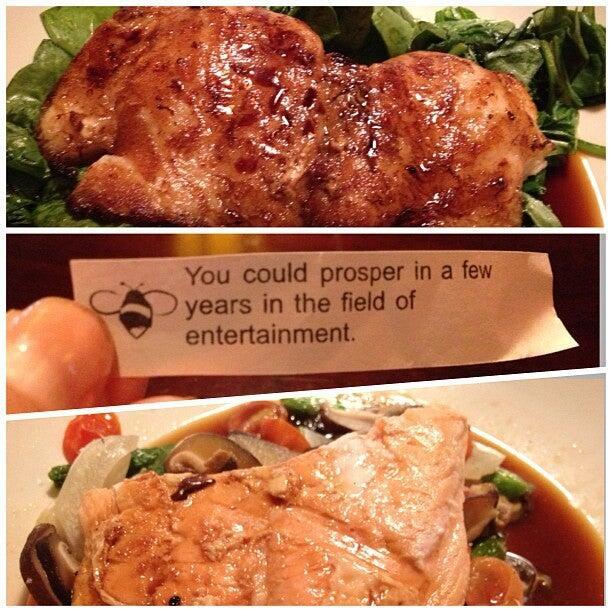 You could prosper in a few
years in the field of
entertainment.